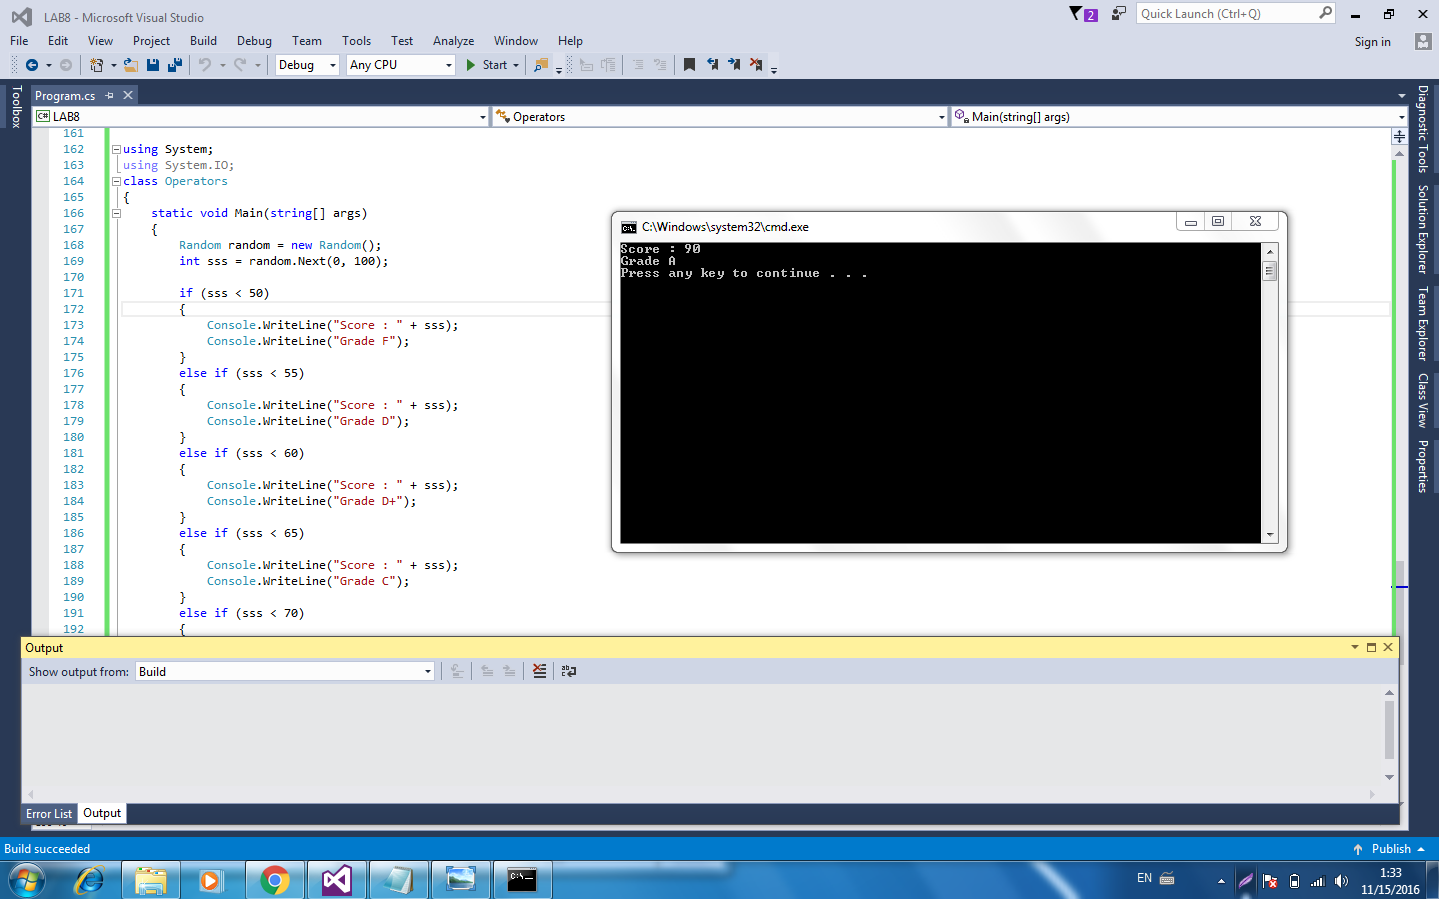 LAB8 - Microsoft Visual Studio
2
Quick Launch (Ctrl+Q)
File Edit View Project Build Debug Team Tools Test Analyze Window Help
Sign in
Debug Any CPU Start
Toolbox
Program.cs
C# LAB8 Operators Main(string[] args)
161
162 using System;
163 using System.IO;
164 class Operators
165 {
166 static void Main(string[] args)
167 {
168 Random random = new Random();
169 int sss = random.Next(0, 100);
170
171 if (sss < 50)
172 {
173 Console.WriteLine("Score : " + sss);
174 Console.WriteLine("Grade F");
175 }
176 else if (sss < 55)
177 {
178 Console.WriteLine("Score : " + sss);
179 Console.WriteLine("Grade D");
180 }
181 else if (sss < 60)
182 {
183 Console.WriteLine("Score : " + sss);
184 Console.WriteLine("Grade D+");
185 }
186 else if (sss < 65)
187 {
188 Console.WriteLine("Score : " + sss);
189 Console.WriteLine("Grade C");
190 }
191 else if (sss < 70)
192 {
C:\Windows\system32\cmd.exe
Score : 90
Grade A
Press any key to continue . . .
Diagnostic Tools
Solution Explorer
Team Explorer
Class View
Properties
Output
Show output from: Build
Error List Output
Build succeeded
Publish
EN
1:33
11/15/2016